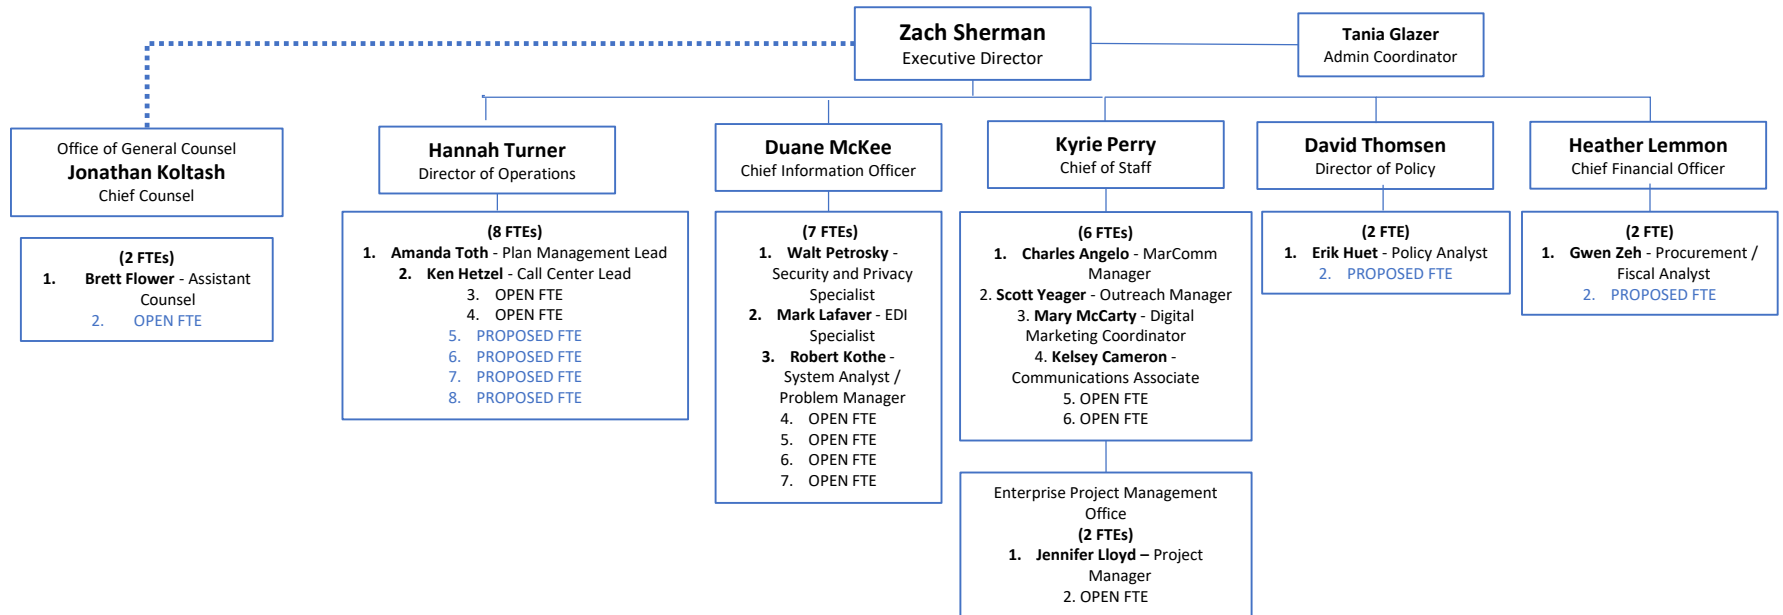 Zach Sherman
Executive Director
Tania Glazer
Admin Coordinator
Office of General Counsel
Jonathan Koltash
Chief Counsel
(2 FTEs)
1. Brett Flower - Assistant
Counsel
2. OPEN FTE
Hannah Turner
Director of Operations
(8 FTEs)
1. Amanda Toth - Plan Management Lead
2. Ken Hetzel - Call Center Lead
3. OPEN FTE
4. OPEN FTE
5. PROPOSED FTE
6. PROPOSED FTE
7. PROPOSED FTE
8. PROPOSED FTE
Duane McKee
Chief Information Officer
(7 FTEs)
1. Walt Petrosky -
Security and Privacy
Specialist
2. Mark Lafaver - EDI
Specialist
3. Robert Kothe -
System Analyst /
Problem Manager
4. OPEN FTE
5. OPEN FTE
6. OPEN FTE
7. OPEN FTE
Kyrie Perry
Chief of Staff
(6 FTEs)
1. Charles Angelo - MarComm
Manager
2. Scott Yeager - Outreach Manager
3. Mary McCarty - Digital
Marketing Coordinator
4. Kelsey Cameron -
Communications Associate
5. OPEN FTE
6. OPEN FTE
Enterprise Project Management
Office
(2 FTEs)
1. Jennifer Lloyd – Project
Manager
2. OPEN FTE
David Thomsen
Director of Policy
(2 FTE)
1. Erik Huet - Policy Analyst
2. PROPOSED FTE
Heather Lemmon
Chief Financial Officer
(2 FTE)
1. Gwen Zeh - Procurement /
Fiscal Analyst
2. PROPOSED FTE